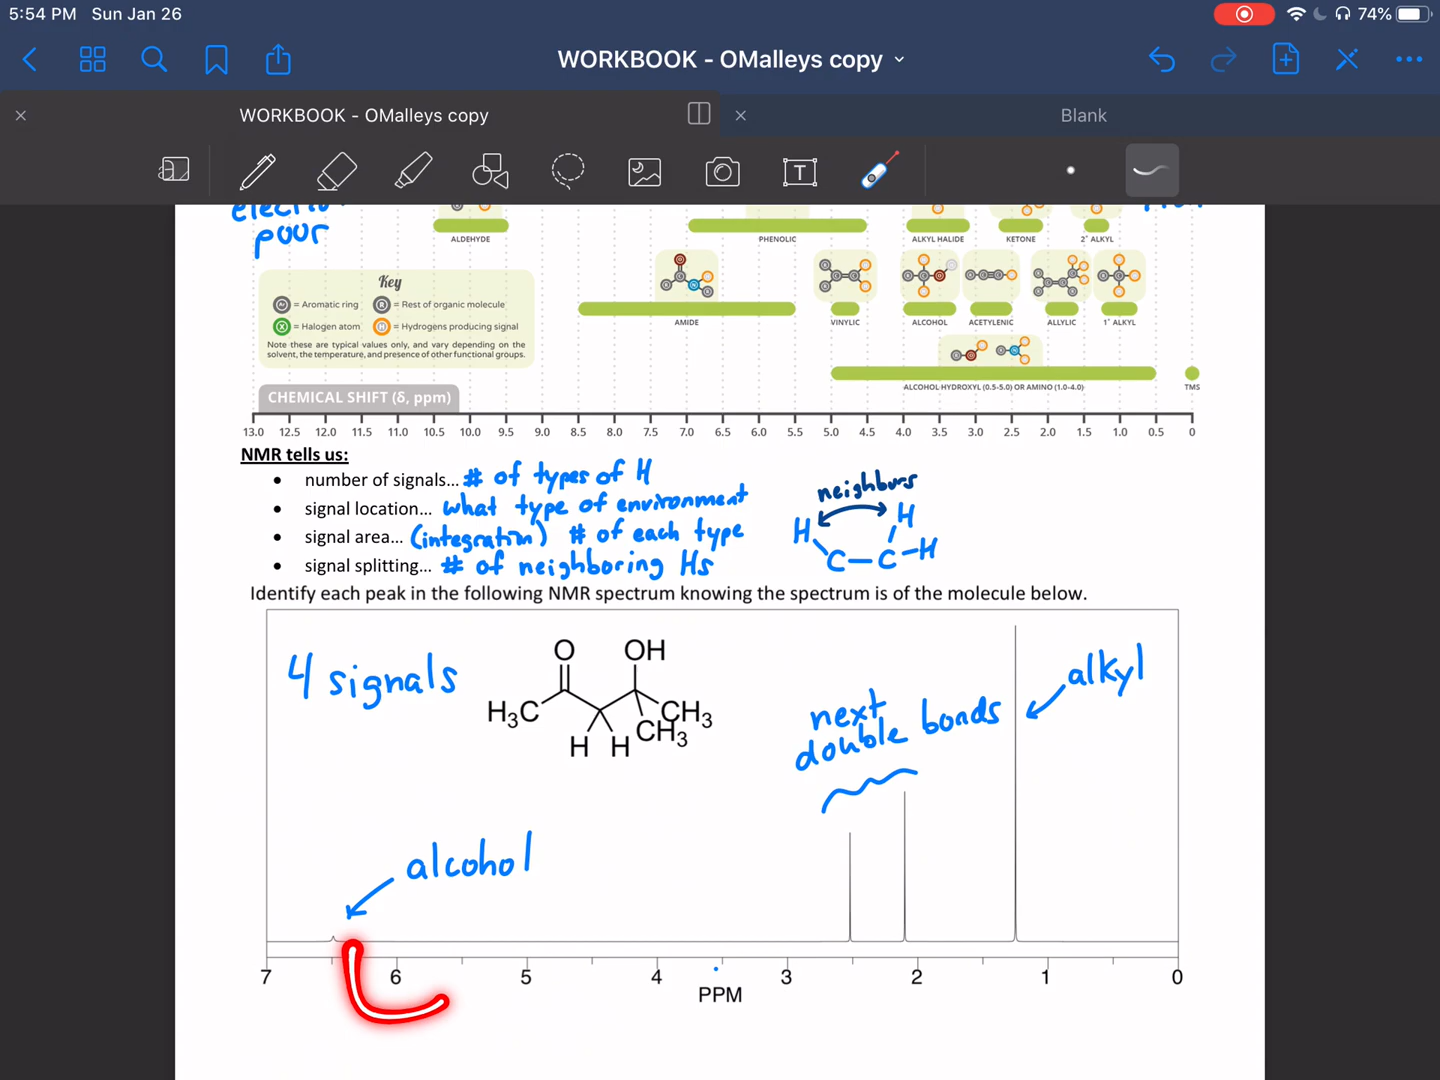 5:54 PM Sun Jan 26
74%
WORKBOOK - OMalleys copy
WORKBOOK - OMalleys copy
Blank
T
pour
ALDEHYDE
PHENOLIC
ALKYL HALIDE
KETONE
2° ALKYL
Key
= Aromatic ring
R = Rest of organic molecule
X = Halogen atom
H = Hydrogens producing signal
Note these are typical values only, and vary depending on the
solvent, the temperature, and presence of other functional groups.
AMIDE
VINYLIC
ALCOHOL
ACETYLENIC
ALLYLIC
1° ALKYL
ALCOHOL HYDROXYL (0.5-5.0) OR AMINO (1.0-4.0)
TMS
CHEMICAL SHIFT (δ, ppm)
13.0 12.5 12.0 11.5 11.0 10.5 10.0 9.5 9.0 8.5 8.0 7.5 7.0 6.5 6.0 5.5 5.0 4.5 4.0 3.5 3.0 2.5 2.0 1.5 1.0 0.5 0
NMR tells us:
• number of signals... # of types of H
• signal location... what type of environment
• signal area... (integration) # of each type
• signal splitting... # of neighboring Hs
neighbors
H H
C — C – H
Identify each peak in the following NMR spectrum knowing the spectrum is of the molecule below.
4 signals
O OH
H₃C CH₃
CH₃
H H
next
double bonds
alkyl
alcohol
7 6 5 4 3 2 1 0
PPM